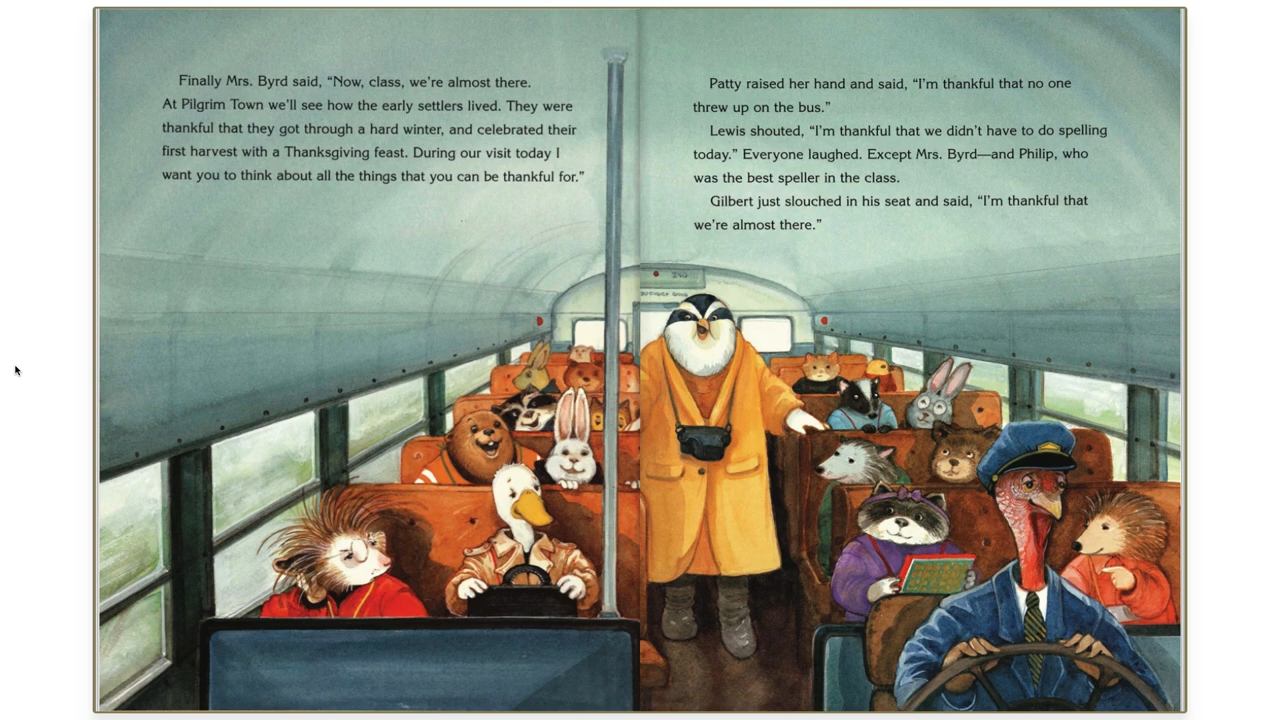 Finally Mrs. Byrd said, “Now, class, we’re almost there.
At Pilgrim Town we’ll see how the early settlers lived. They were
thankful that they got through a hard winter, and celebrated their
first harvest with a Thanksgiving feast. During our visit today I
want you to think about all the things that you can be thankful for.”
Patty raised her hand and said, “I’m thankful that no one
threw up on the bus.”
Lewis shouted, “I’m thankful that we didn’t have to do spelling
today.” Everyone laughed. Except Mrs. Byrd—and Philip, who
was the best speller in the class.
Gilbert just slouched in his seat and said, “I’m thankful that
we’re almost there.”